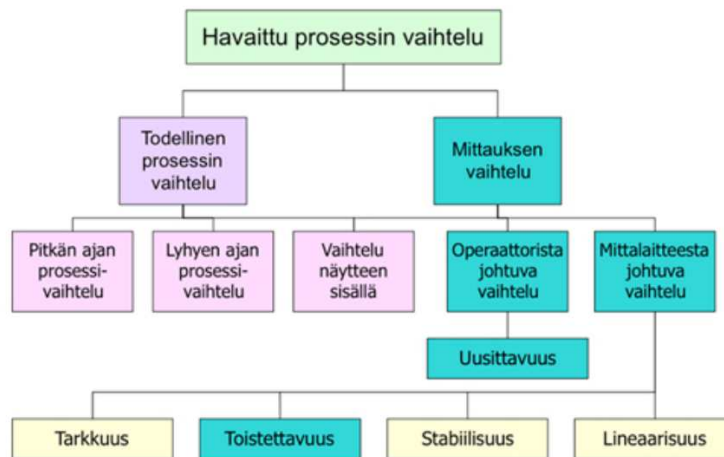 Havaittu prosessin vaihtelu
Todellinen
prosessin
vaihtelu
Mittauksen
vaihtelu
Pitkän ajan
prosessi-
vaihtelu
Lyhyen ajan
prosessi-
vaihtelu
Vaihtelu
näytteen
sisällä
Operaattorista
johtuva
vaihtelu
Mittalaitteesta
johtuva
vaihtelu
Uusittavuus
Tarkkuus
Toistettavuus
Stabiilisuus
Lineaarisuus